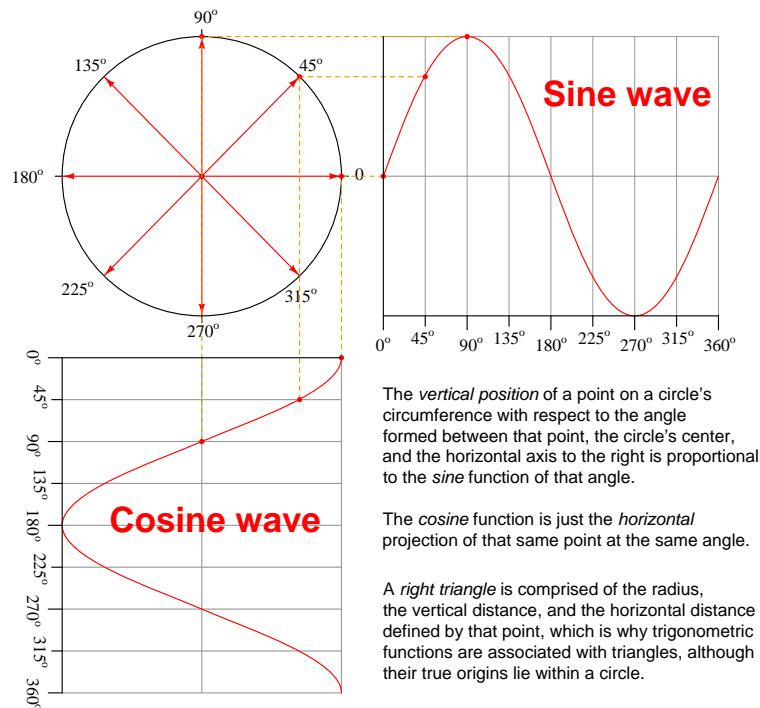 90°
135°
45°
180°
0
225°
315°
270°
Sine wave
0° 45° 90° 135° 180° 225° 270° 315° 360°
0°
45°
90°
135°
180°
225°
270°
315°
360°
Cosine wave
The vertical position of a point on a circle's
circumference with respect to the angle
formed between that point, the circle's center,
and the horizontal axis to the right is proportional
to the sine function of that angle.
The cosine function is just the horizontal
projection of that same point at the same angle.
A right triangle is comprised of the radius,
the vertical distance, and the horizontal distance
defined by that point, which is why trigonometric
functions are associated with triangles, although
their true origins lie within a circle.